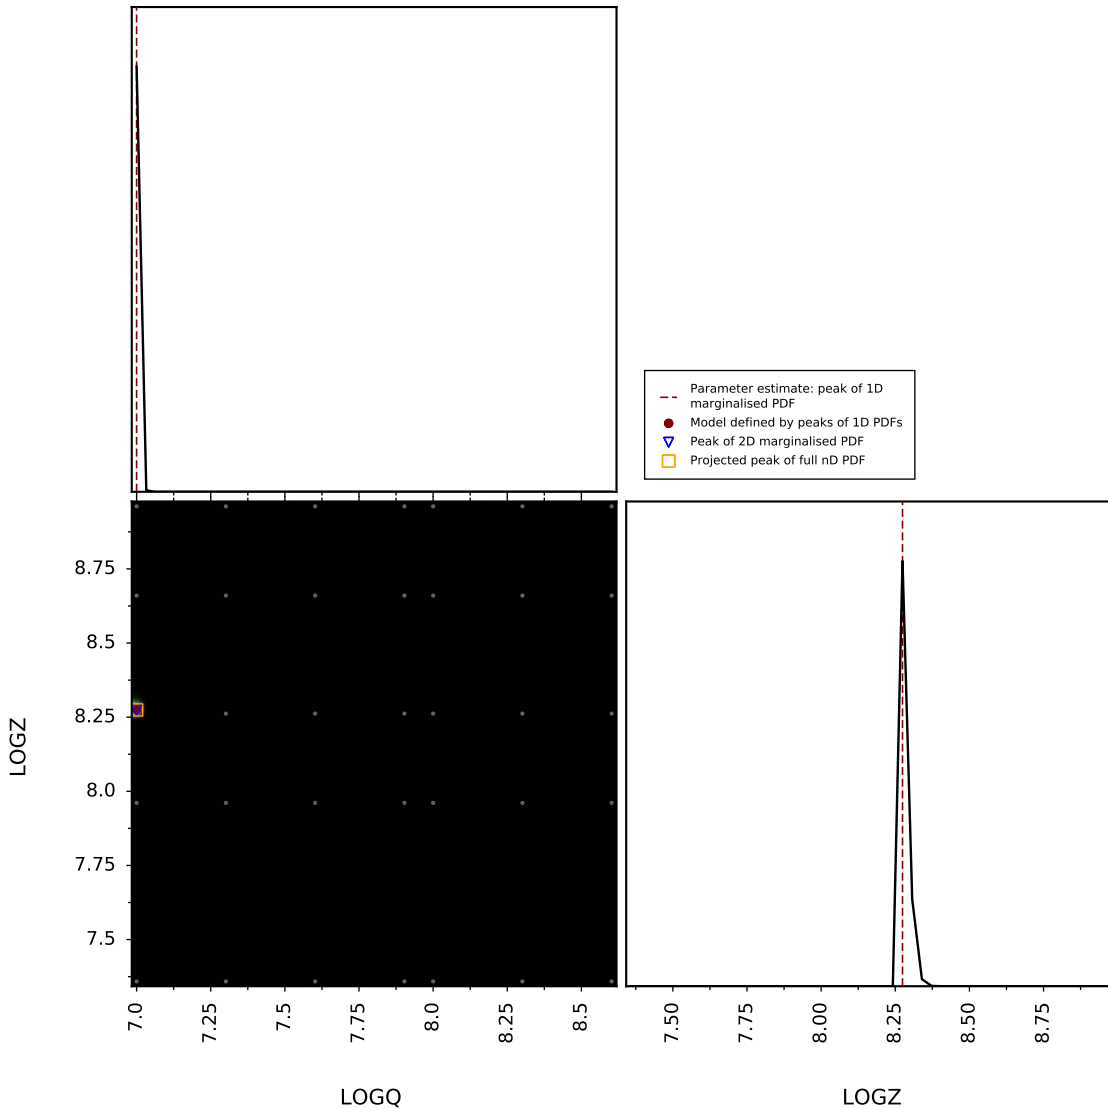 Parameter estimate: peak of 1D
marginalised PDF
Model defined by peaks of 1D PDFs
Peak of 2D marginalised PDF
Projected peak of full nD PDF
LOGZ
8.75
8.5
8.25
8.0
7.75
7.5
7.0
7.25
7.5
7.75
8.0
8.25
8.5
LOGQ
7.50
7.75
8.00
8.25
8.50
8.75
LOGZ